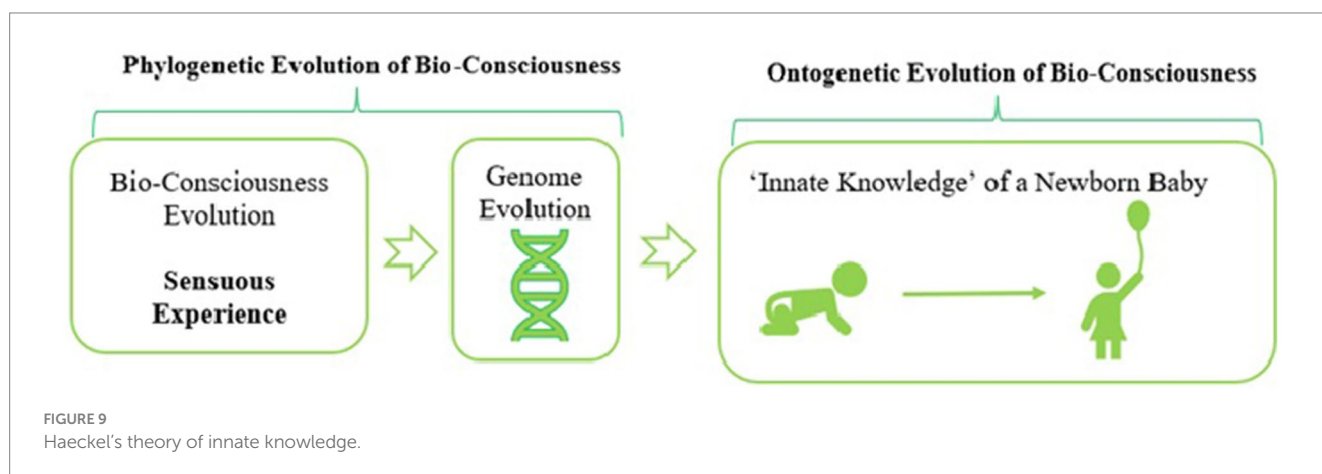 Phylogenetic Evolution of Bio-Consciousness
Ontogenetic Evolution of Bio-Consciousness
Bio-Consciousness
Evolution
Sensuous
Experience
Genome
Evolution
‘Innate Knowledge’ of a Newborn Baby
FIGURE 9
Haeckel’s theory of innate knowledge.